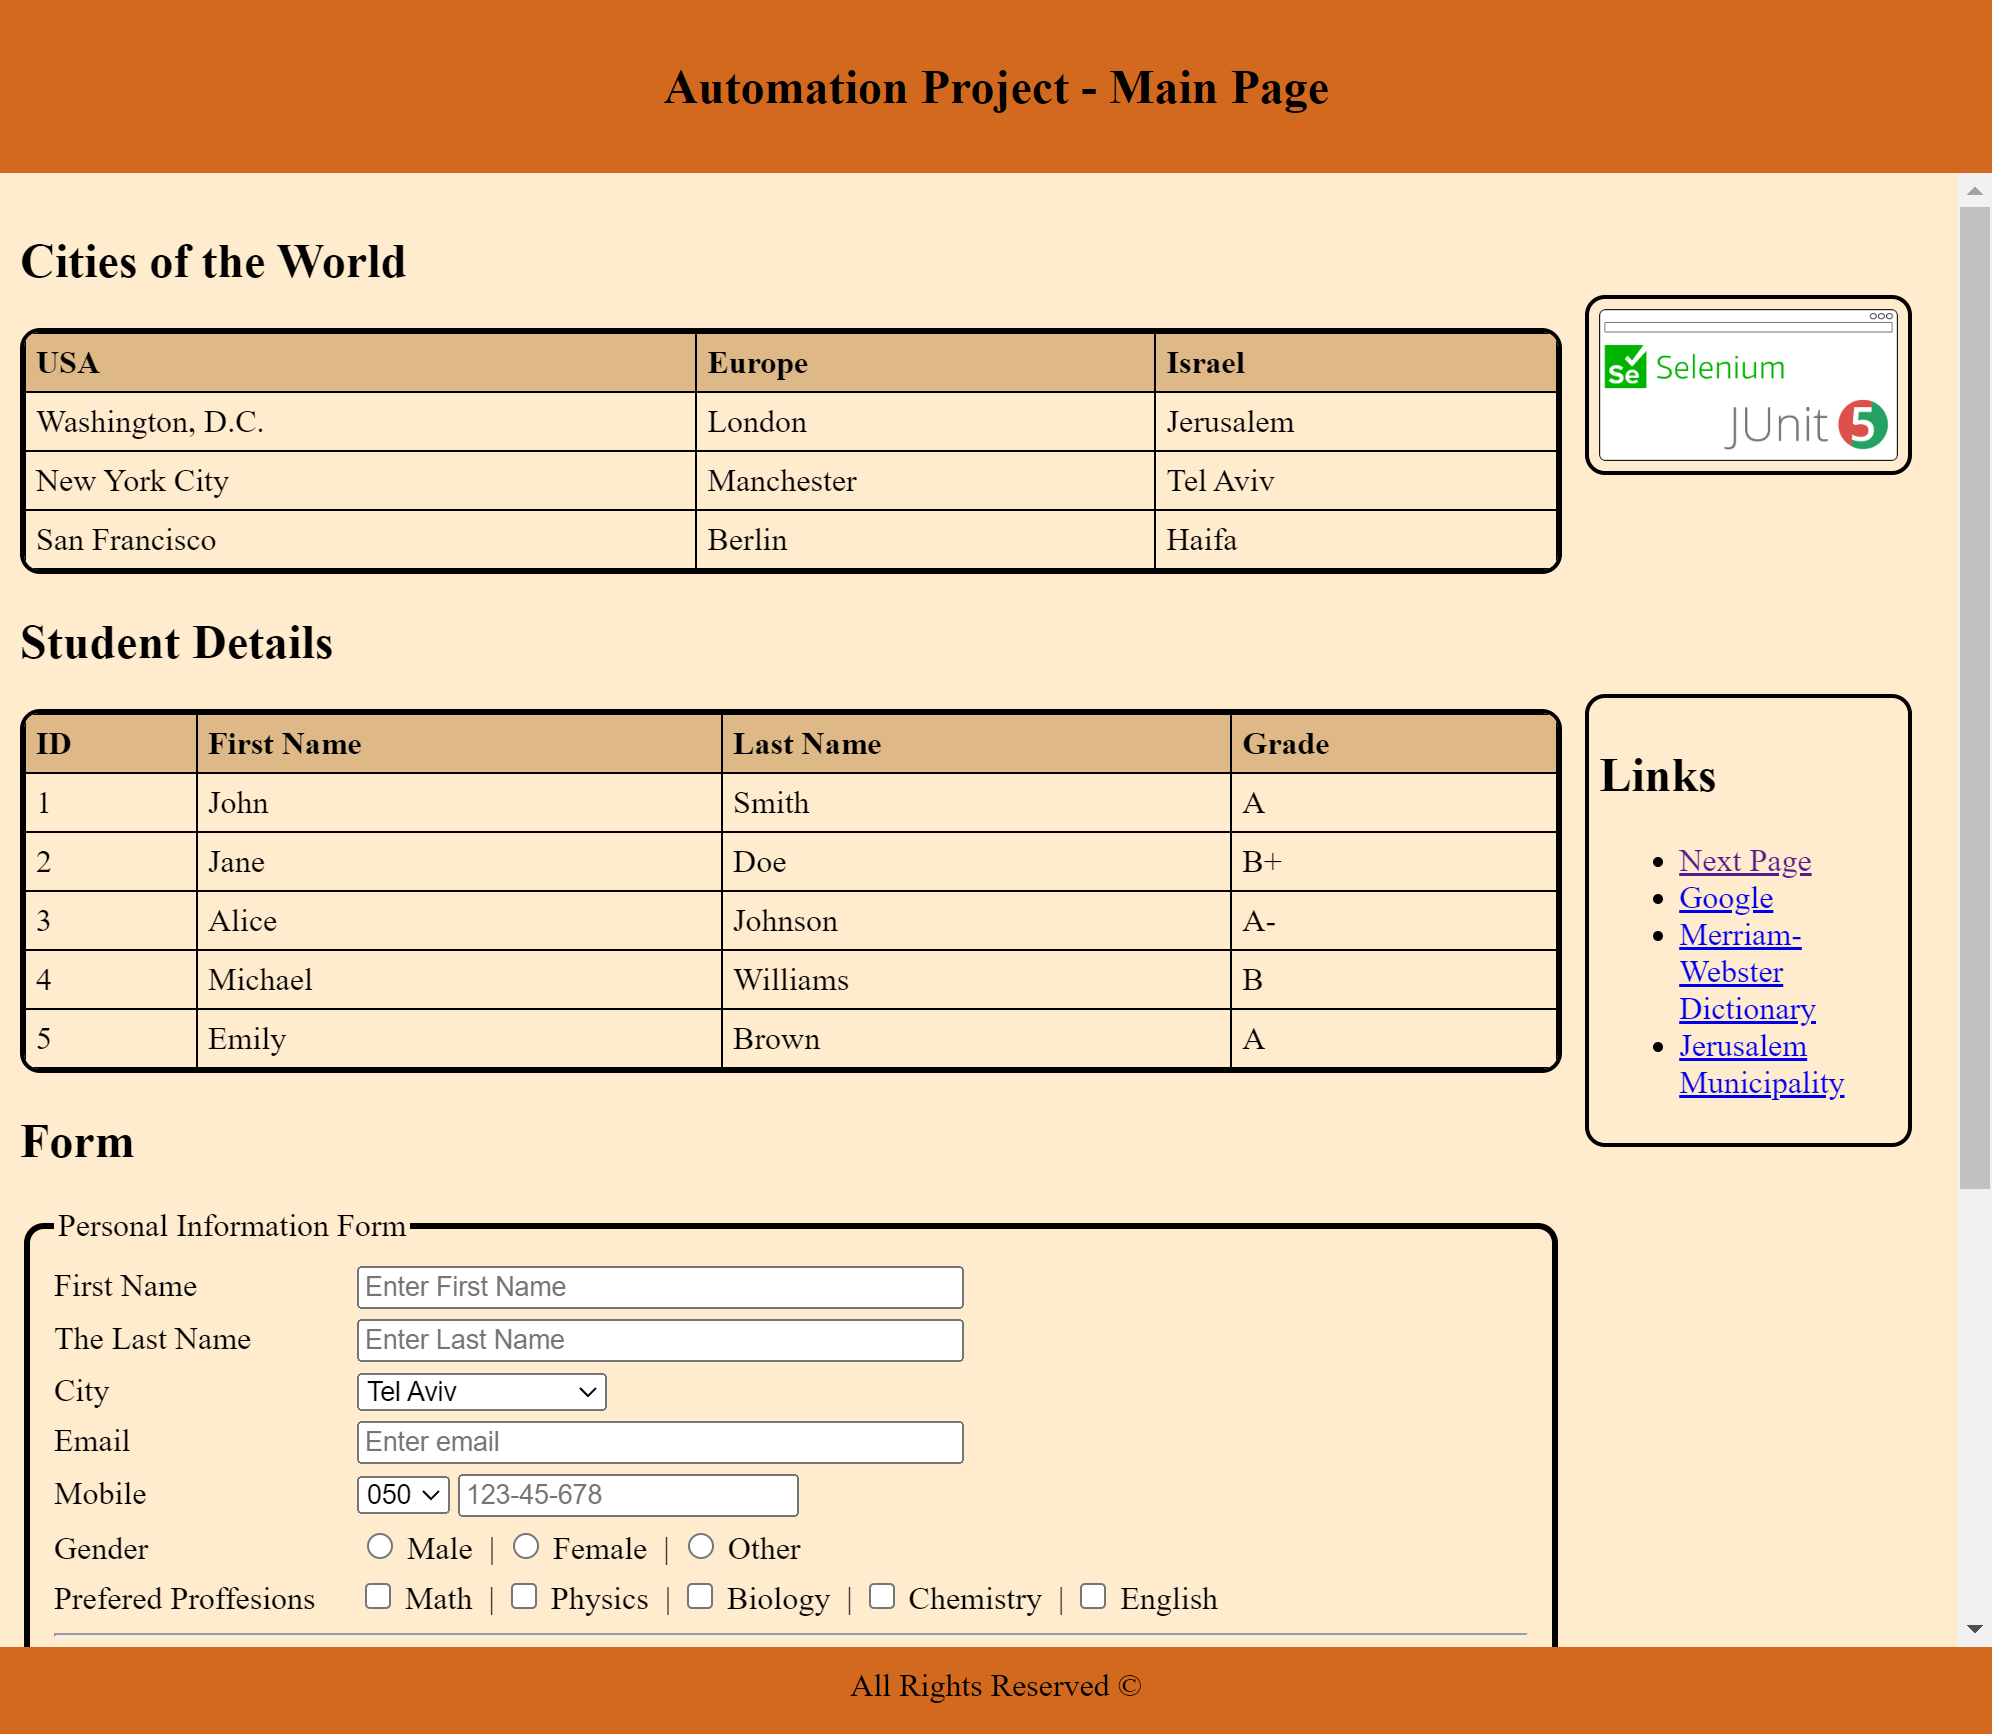 Automation Project - Main Page
Cities of the World
USA Europe Israel
Washington, D.C. London Jerusalem
New York City Manchester Tel Aviv
San Francisco Berlin Haifa
Se Selenium
JUnit 5
Student Details
ID First Name Last Name Grade
1 John Smith A
2 Jane Doe B+
3 Alice Johnson A-
4 Michael Williams B
5 Emily Brown A
Links
Next Page
Google
Merriam-
Webster
Dictionary
Jerusalem
Municipality
Form
Personal Information Form
First Name Enter First Name
The Last Name Enter Last Name
City Tel Aviv
Email Enter email
Mobile 050 123-45-678
Gender Male | Female | Other
Prefered Proffesions Math | Physics | Biology | Chemistry | English
All Rights Reserved ©